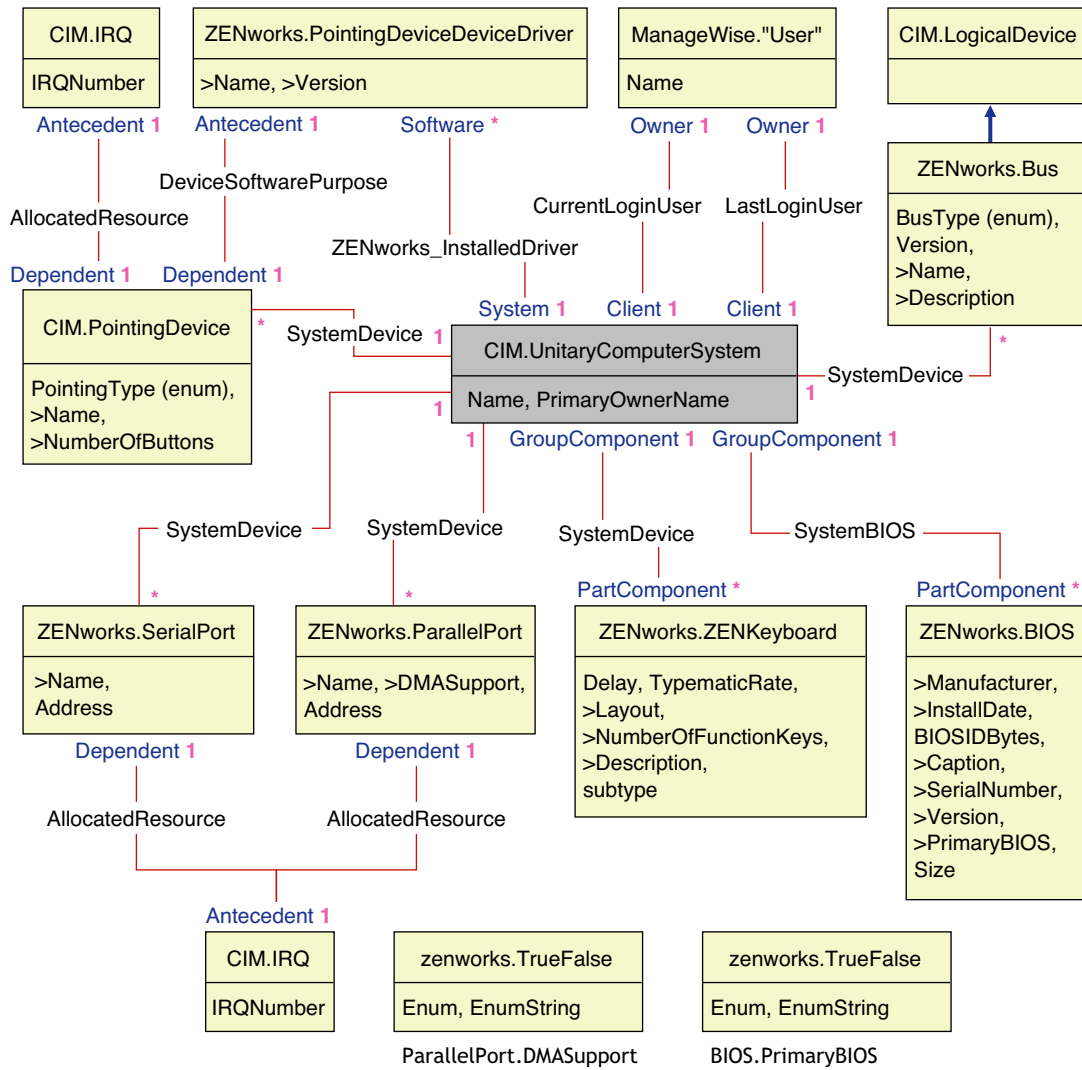 CIM.IRQ
IRQNumber
ZENworks.PointingDeviceDeviceDriver
>Name, >Version
ManageWise."User"
Name
CIM.LogicalDevice
Antecedent 1
Antecedent 1
Software *
Owner 1
Owner 1
AllocatedResource
DeviceSoftwarePurpose
ZENworks_InstalledDriver
CurrentLoginUser
LastLoginUser
ZENworks.Bus
BusType (enum),
Version,
>Name,
>Description
*
Dependent 1
Dependent 1
System 1
Client 1
Client 1
CIM.PointingDevice
PointingType (enum),
>Name,
>NumberOfButtons
*
SystemDevice
1
CIM.UnitaryComputerSystem
Name, PrimaryOwnerName
SystemDevice
1
1
1
GroupComponent 1
GroupComponent 1
SystemDevice
SystemDevice
SystemDevice
SystemBIOS
*
*
PartComponent *
PartComponent *
ZENworks.SerialPort
>Name,
Address
ZENworks.ParallelPort
>Name, >DMASupport,
Address
ZENworks.ZENKeyboard
Delay, TypematicRate,
>Layout,
>NumberOfFunctionKeys,
>Description,
subtype
ZENworks.BIOS
>Manufacturer,
>InstallDate,
BIOSIDBytes,
>Caption,
>SerialNumber,
>Version,
>PrimaryBIOS,
Size
Dependent 1
Dependent 1
AllocatedResource
AllocatedResource
Antecedent 1
CIM.IRQ
IRQNumber
zenworks.TrueFalse
Enum, EnumString
ParallelPort.DMASupport
zenworks.TrueFalse
Enum, EnumString
BIOS.PrimaryBIOS